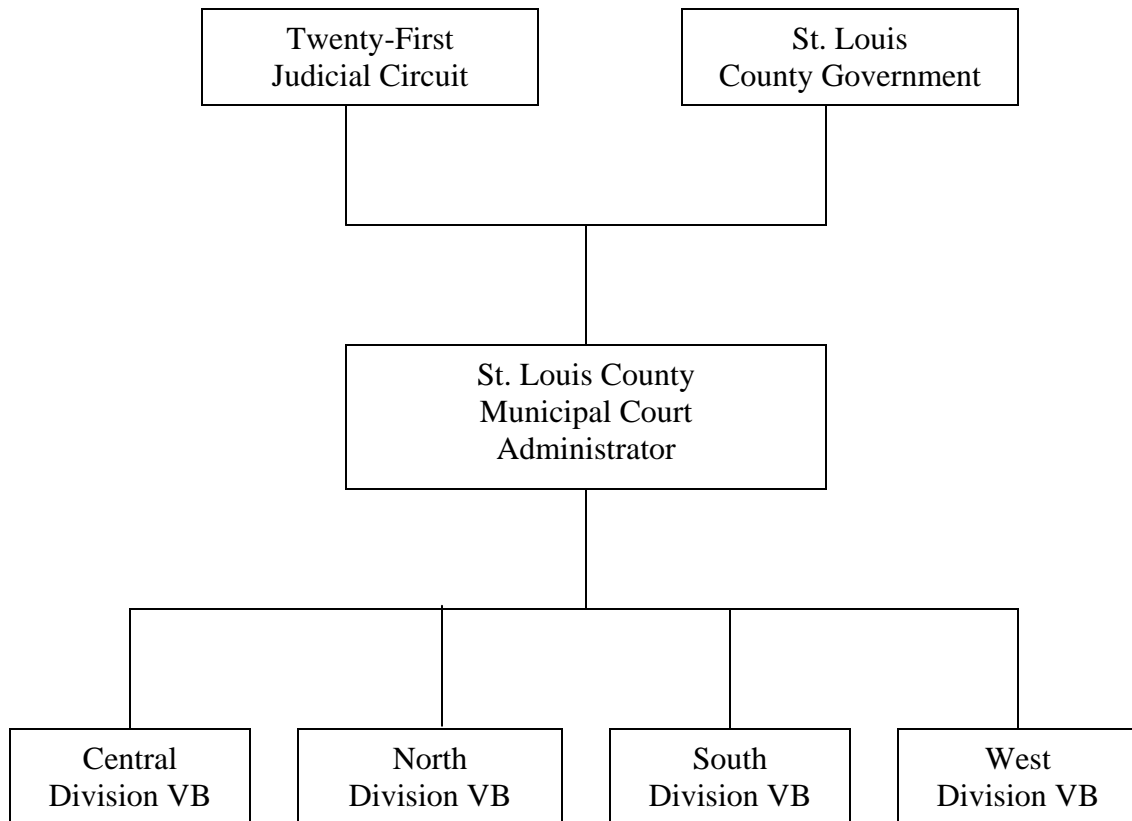 Twenty-First
Judicial Circuit
St. Louis
County Government
St. Louis County
Municipal Court
Administrator
Central
Division VB
North
Division VB
South
Division VB
West
Division VB